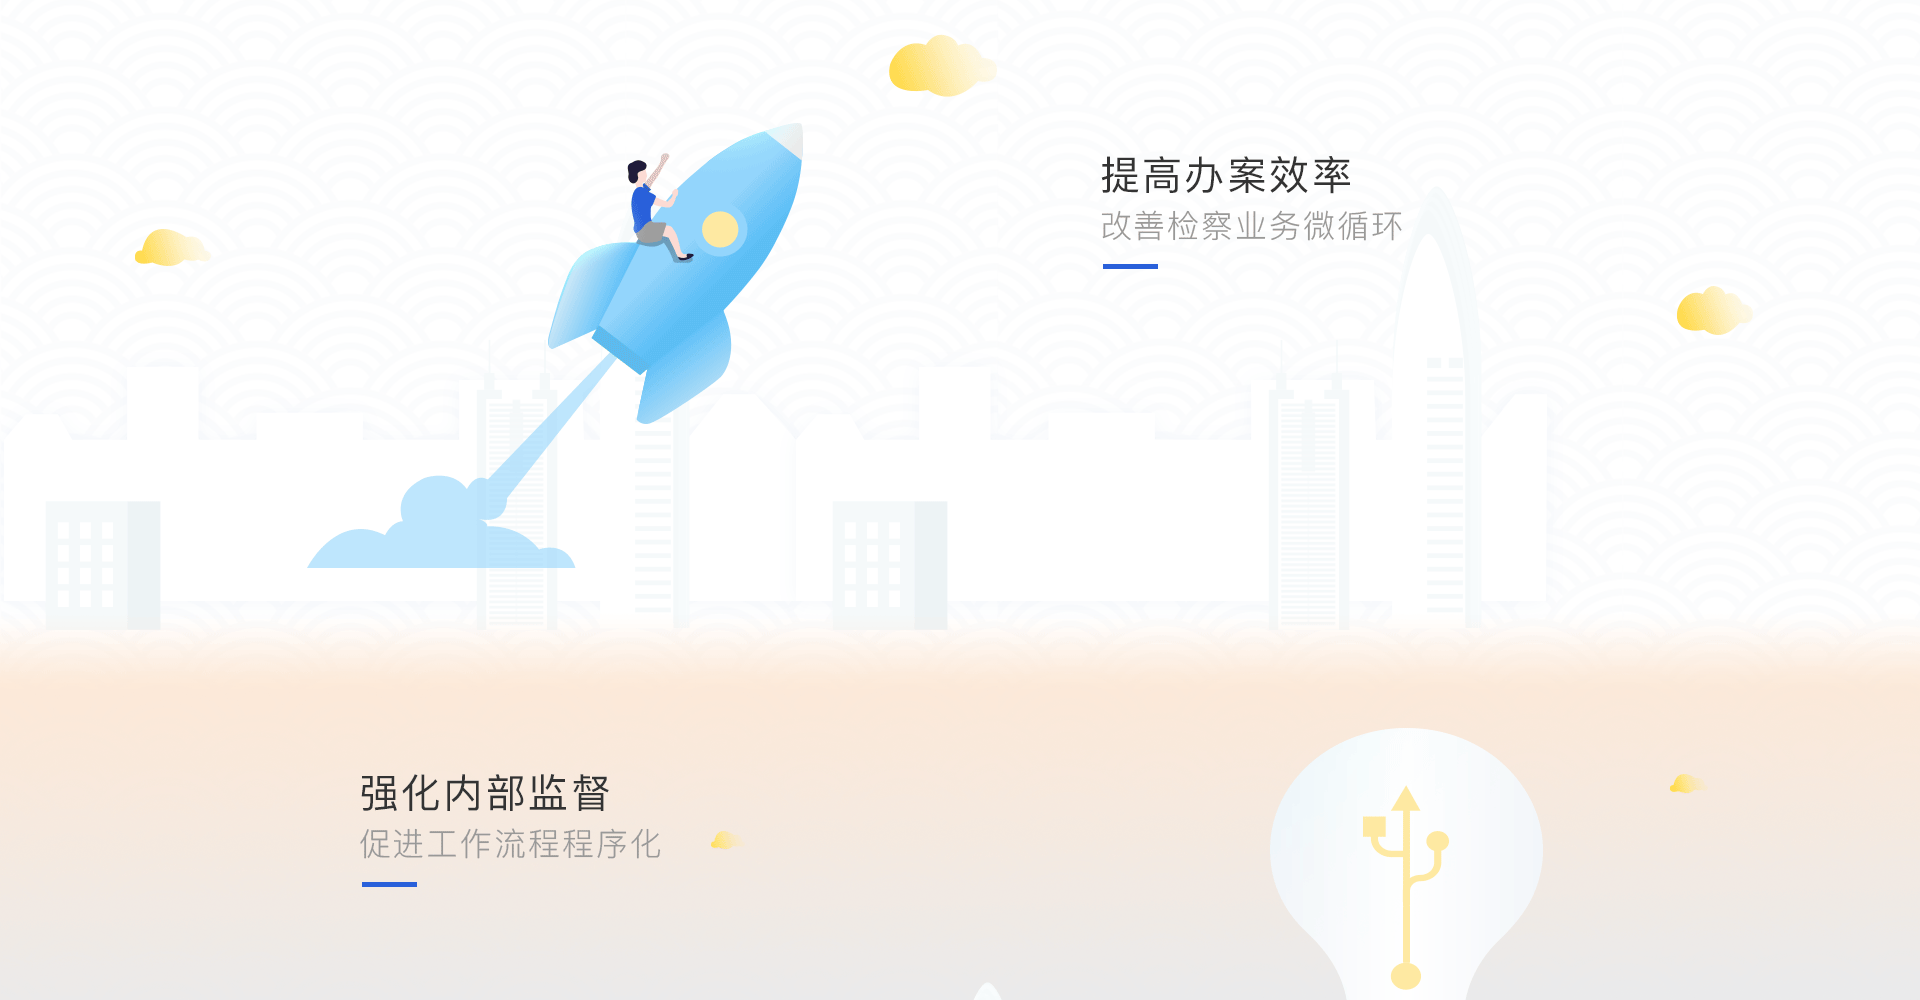 提高办案效率
改善检察业务微循环
强化内部监督
促进工作流程程序化